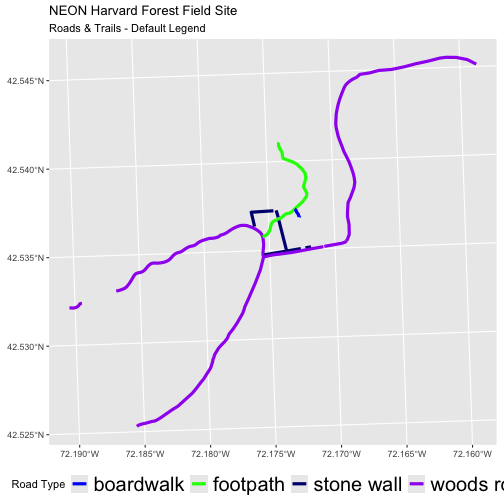 NEON Harvard Forest Field Site
Roads & Trails - Default Legend
42.545°N
42.540°N
42.535°N
42.530°N
42.525°N
72.190°W 72.185°W 72.180°W 72.175°W 72.170°W 72.165°W 72.160°W
Road Type boardwalk footpath stone wall woods ro